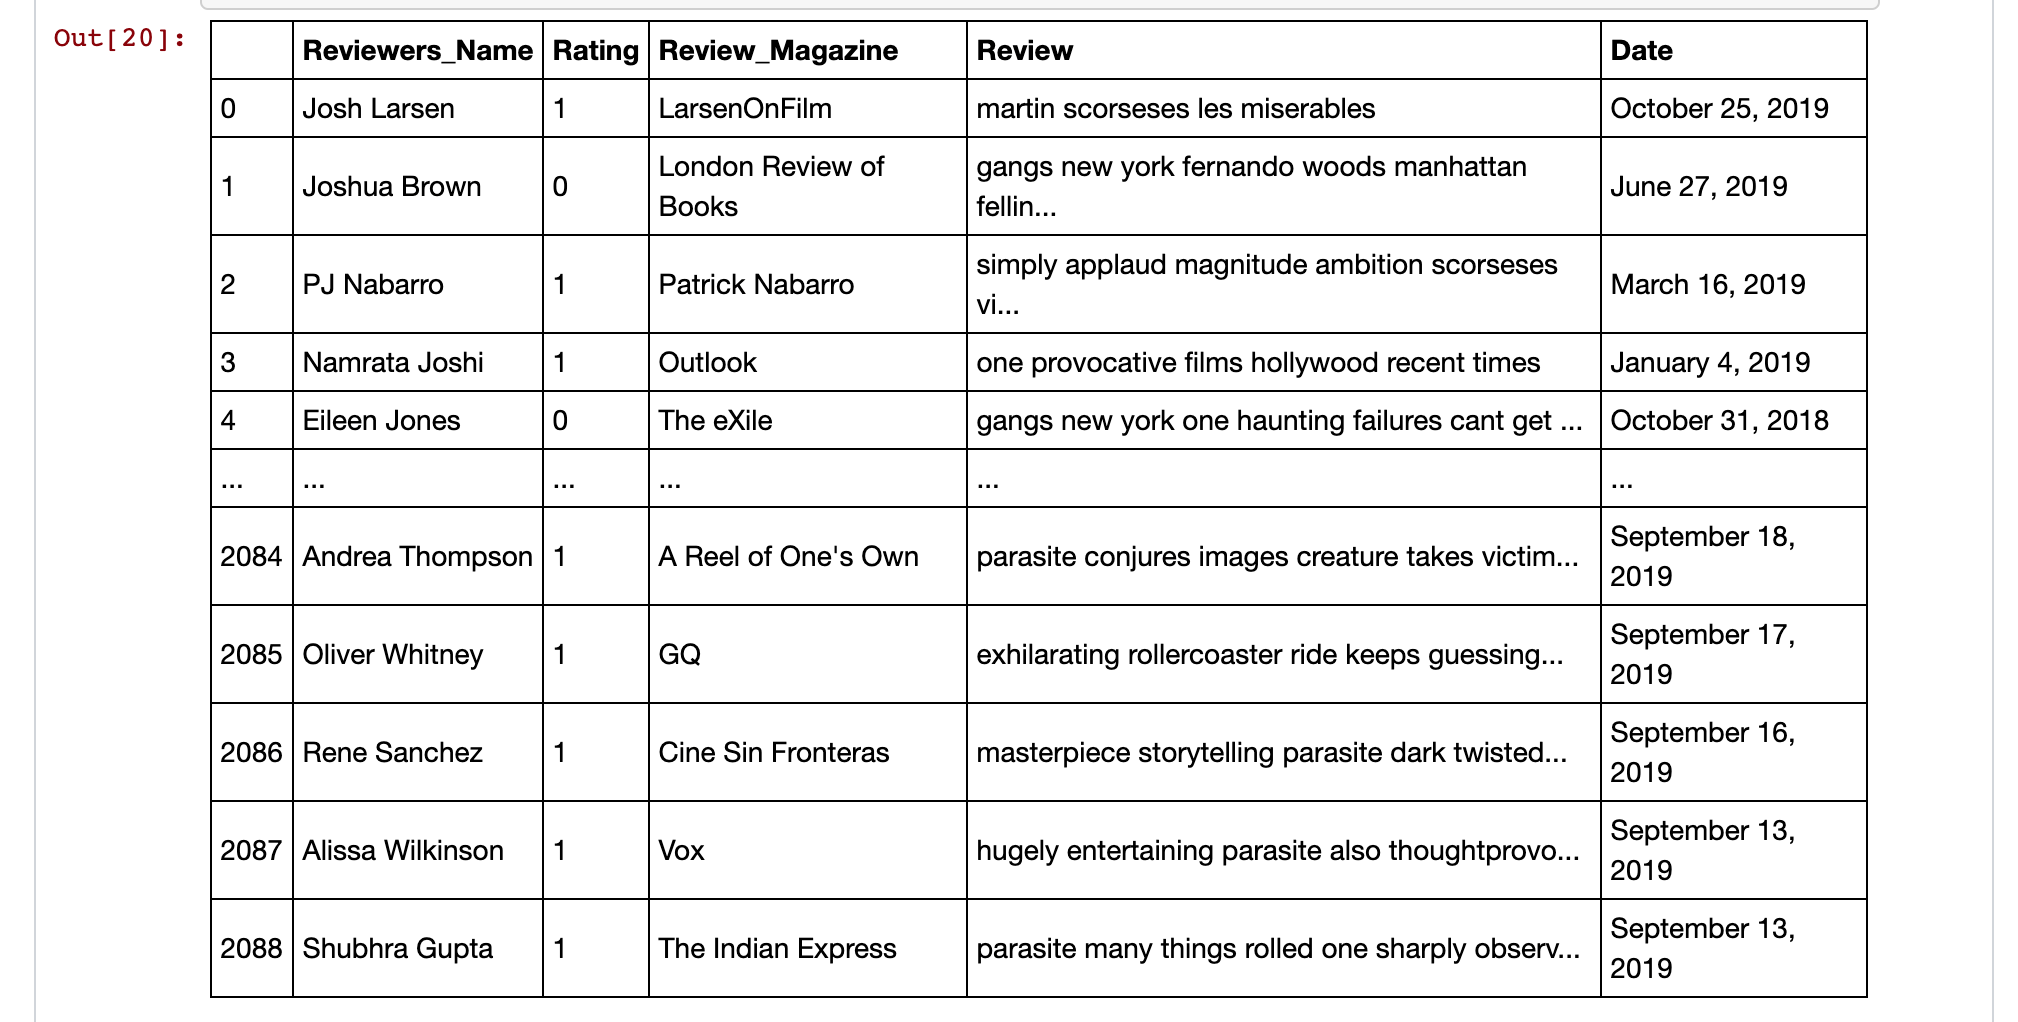 Out[20]:
Reviewers_Name Rating Review_Magazine Review Date
0 Josh Larsen 1 LarsenOnFilm martin scorseses les miserables October 25, 2019
1 Joshua Brown 0 London Review of Books gangs new york fernando woods manhattan fellin... June 27, 2019
2 PJ Nabarro 1 Patrick Nabarro simply applaud magnitude ambition scorseses vi... March 16, 2019
3 Namrata Joshi 1 Outlook one provocative films hollywood recent times January 4, 2019
4 Eileen Jones 0 The eXile gangs new york one haunting failures cant get ... October 31, 2018
... ... ... ... ... ...
2084 Andrea Thompson 1 A Reel of One's Own parasite conjures images creature takes victim... September 18, 2019
2085 Oliver Whitney 1 GQ exhilarating rollercoaster ride keeps guessing... September 17, 2019
2086 Rene Sanchez 1 Cine Sin Fronteras masterpiece storytelling parasite dark twisted... September 16, 2019
2087 Alissa Wilkinson 1 Vox hugely entertaining parasite also thoughtprovo... September 13, 2019
2088 Shubhra Gupta 1 The Indian Express parasite many things rolled one sharply observ... September 13, 2019